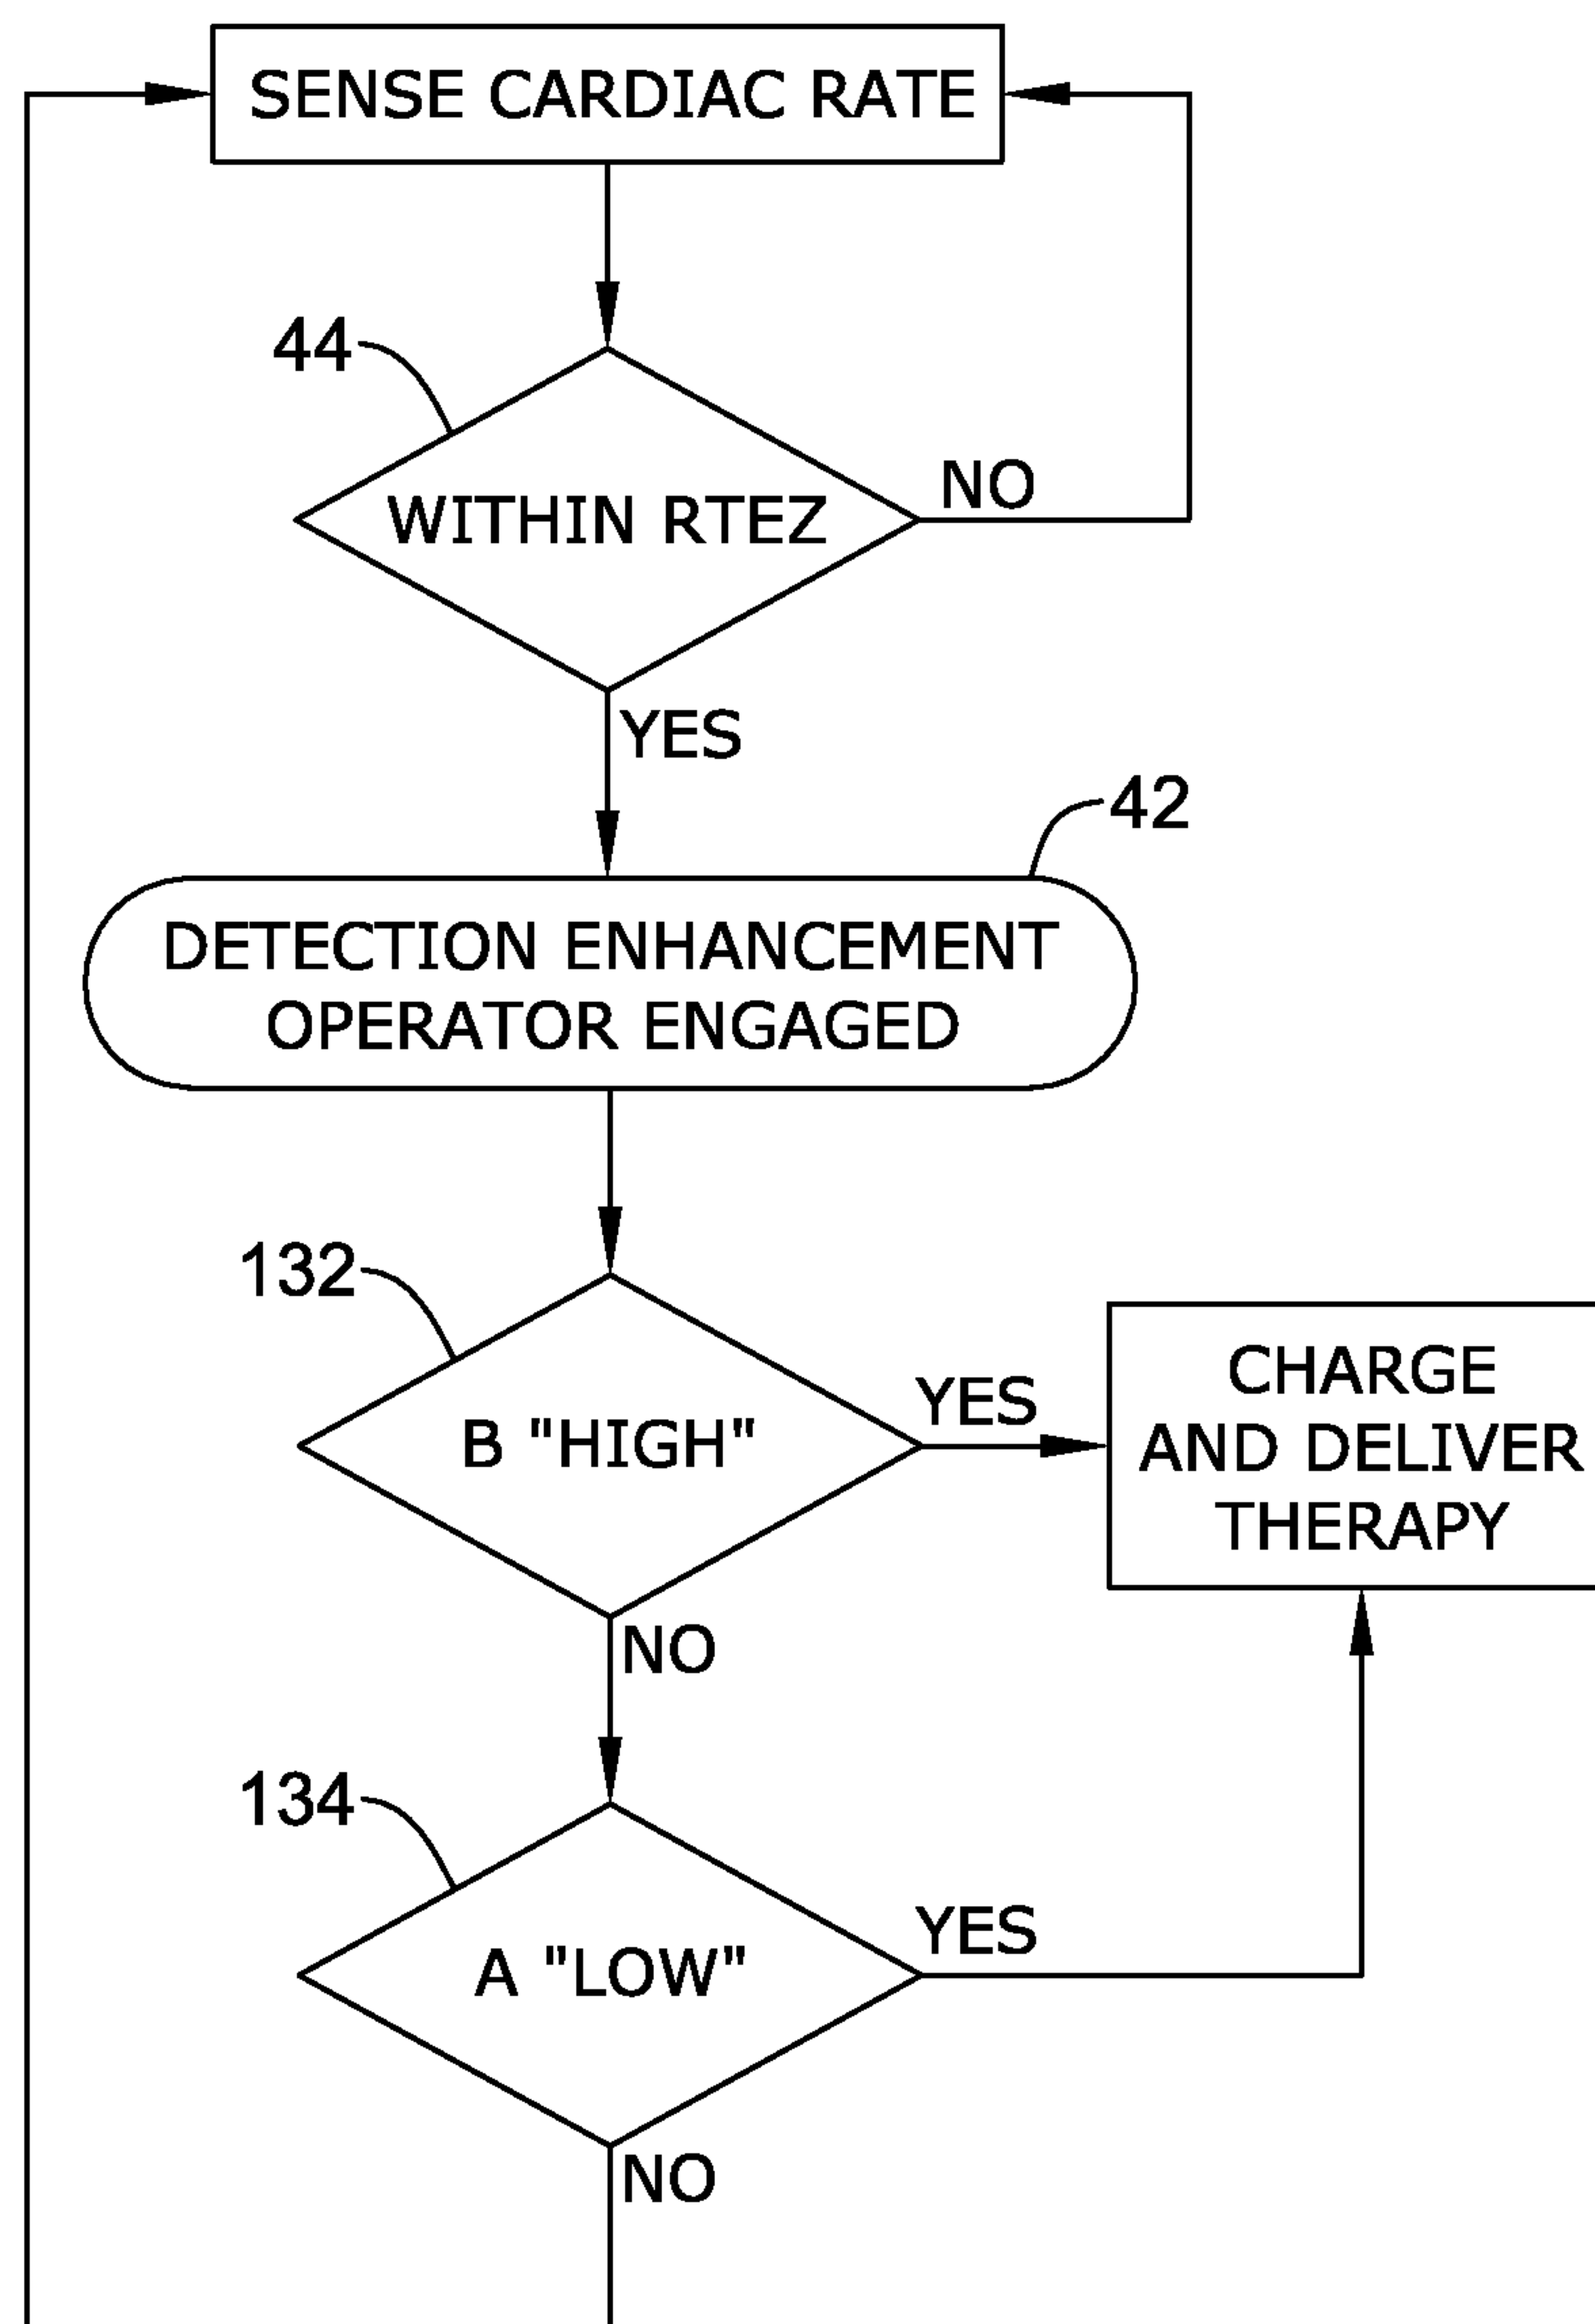 SENSE CARDIAC RATE
44
WITHIN RTEZ
NO
YES
42
DETECTION ENHANCEMENT
OPERATOR ENGAGED
132
B "HIGH"
YES
CHARGE
AND DELIVER
THERAPY
NO
134
A "LOW"
YES
NO